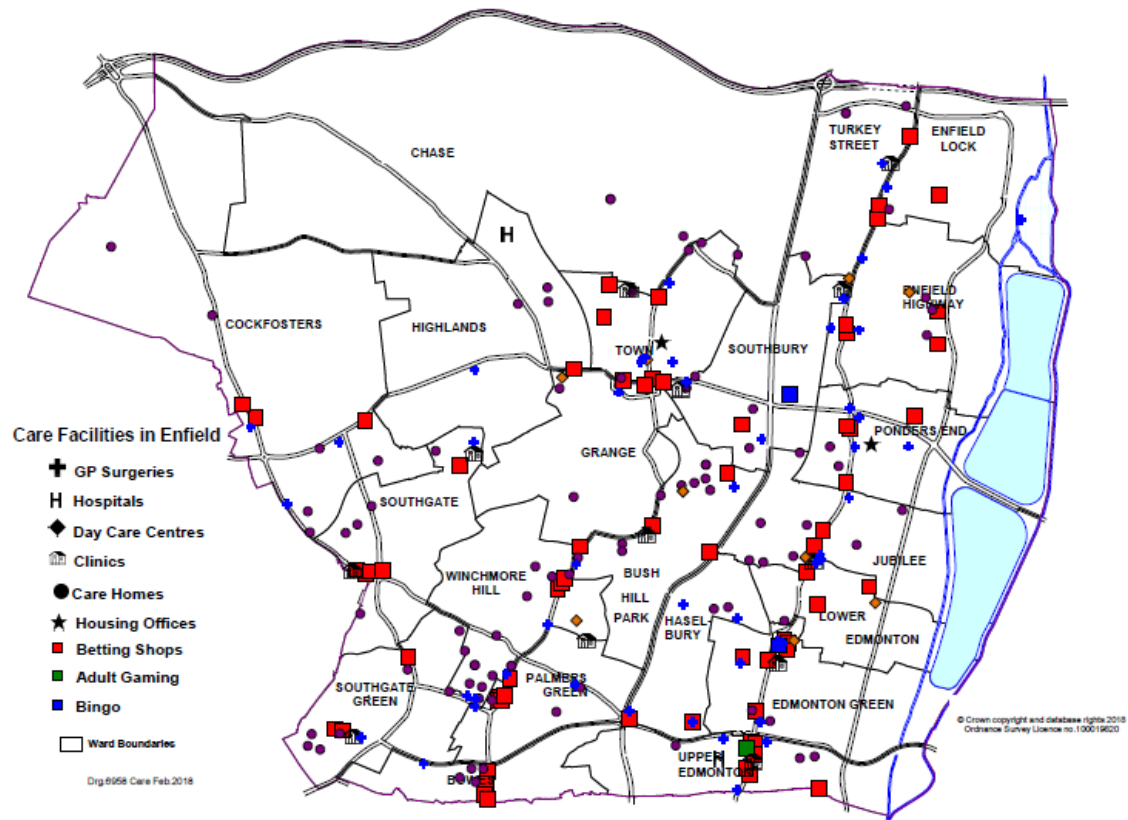 TURKEY
STREET
ENFIELD
LOCK
CHASE
H
ENFIELD
HIGHWAY
COCKFOSTERS
HIGHLANDS
TOWN
SOUTHBURY
Care Facilities in Enfield
GP Surgeries
H Hospitals
Day Care Centres
Clinics
Care Homes
Housing Offices
Betting Shops
Adult Gaming
Bingo
Ward Boundaries
Drg.6958 Care Feb.2018
PONDERS END
GRANGE
SOUTHGATE
JUBILEE
WINCHMORE
HILL
BUSH
HILL
PARK
HASEL-
BURY
LOWER
EDMONTON
SOUTHGATE
GREEN
PALMERS
GREEN
EDMONTON GREEN
UPPER
EDMONTON
H
BOWES
© Crown copyright and database rights 2018
Ordnance Survey Licence no.100019820